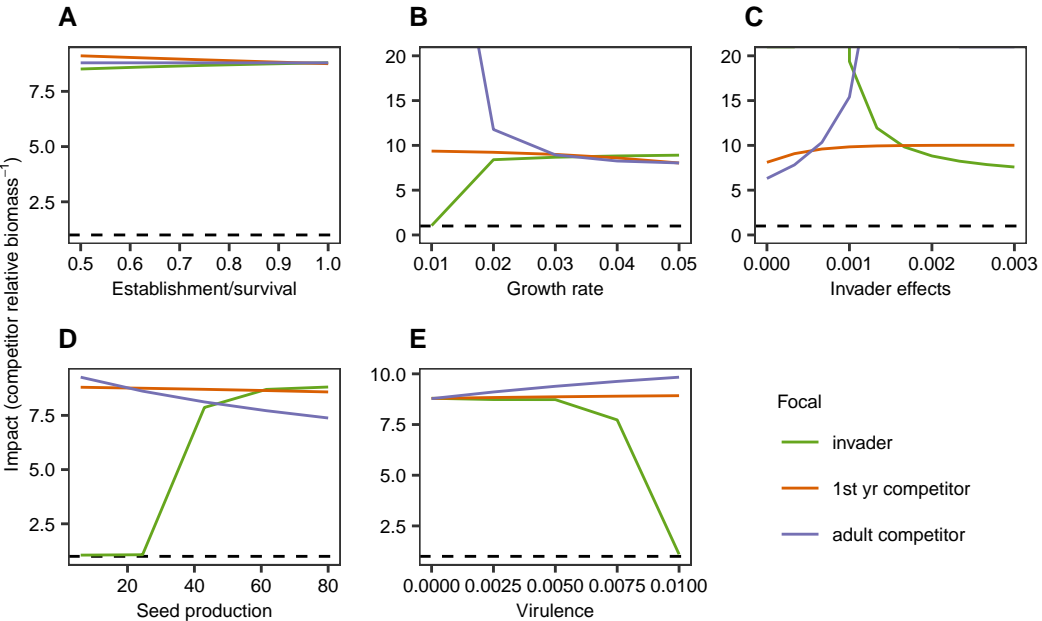 A
B
C
Impact (competitor relative biomass⁻¹)
7.5
5.0
2.5
0.5 0.6 0.7 0.8 0.9 1.0
Establishment/survival
20
15
10
5
0
0.01 0.02 0.03 0.04 0.05
Growth rate
20
15
10
5
0
0.000 0.001 0.002 0.003
Invader effects
D
E
7.5
5.0
2.5
20 40 60 80
Seed production
10.0
7.5
5.0
2.5
0.0000 0.0025 0.0050 0.0075 0.0100
Virulence
Focal
invader
1st yr competitor
adult competitor